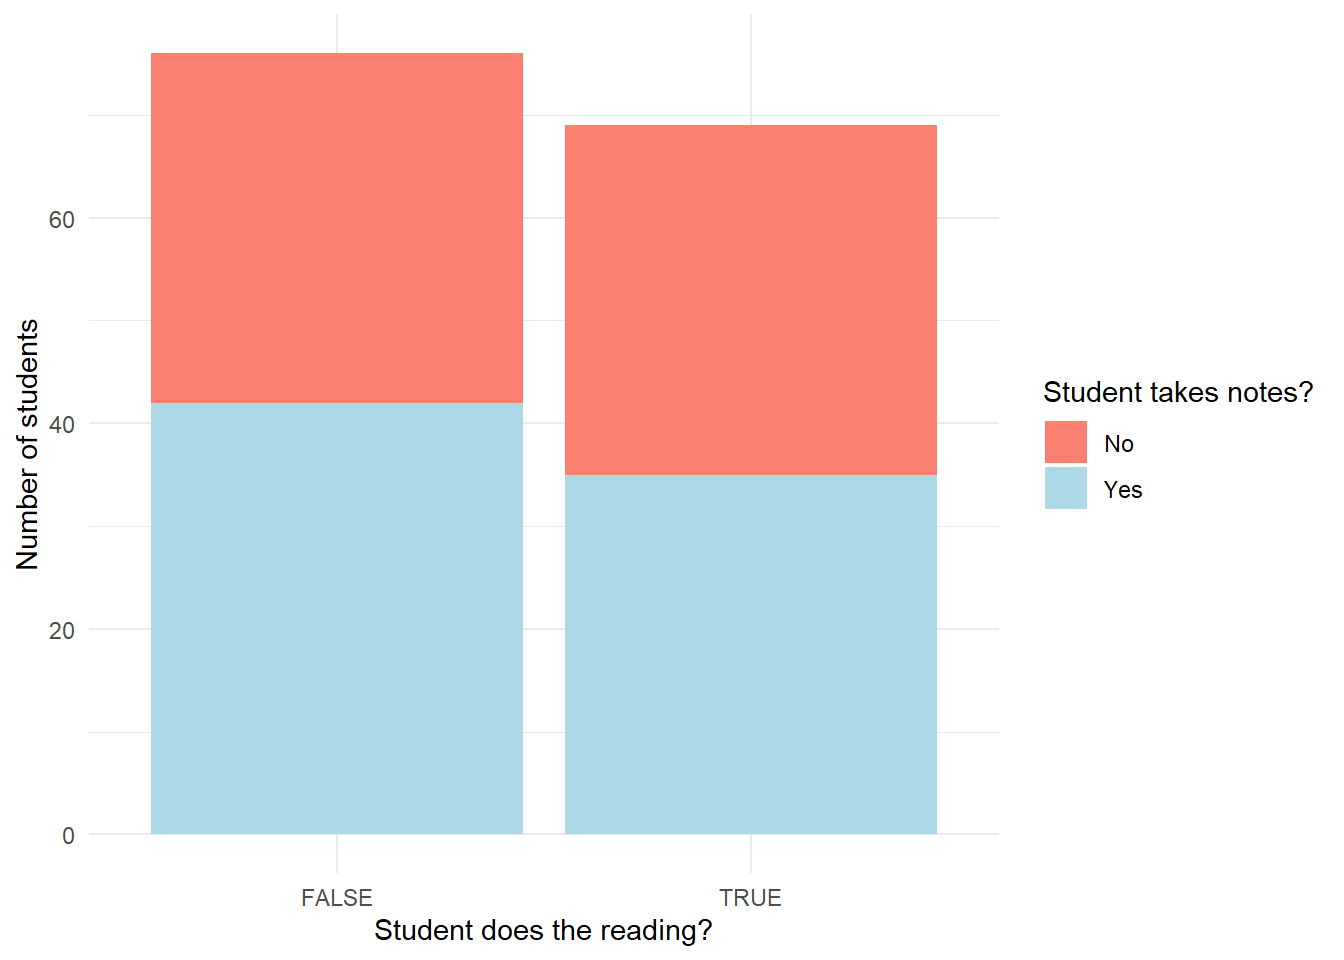 Number of students
60
40
20
0
FALSE
TRUE
Student does the reading?
Student takes notes?
No
Yes